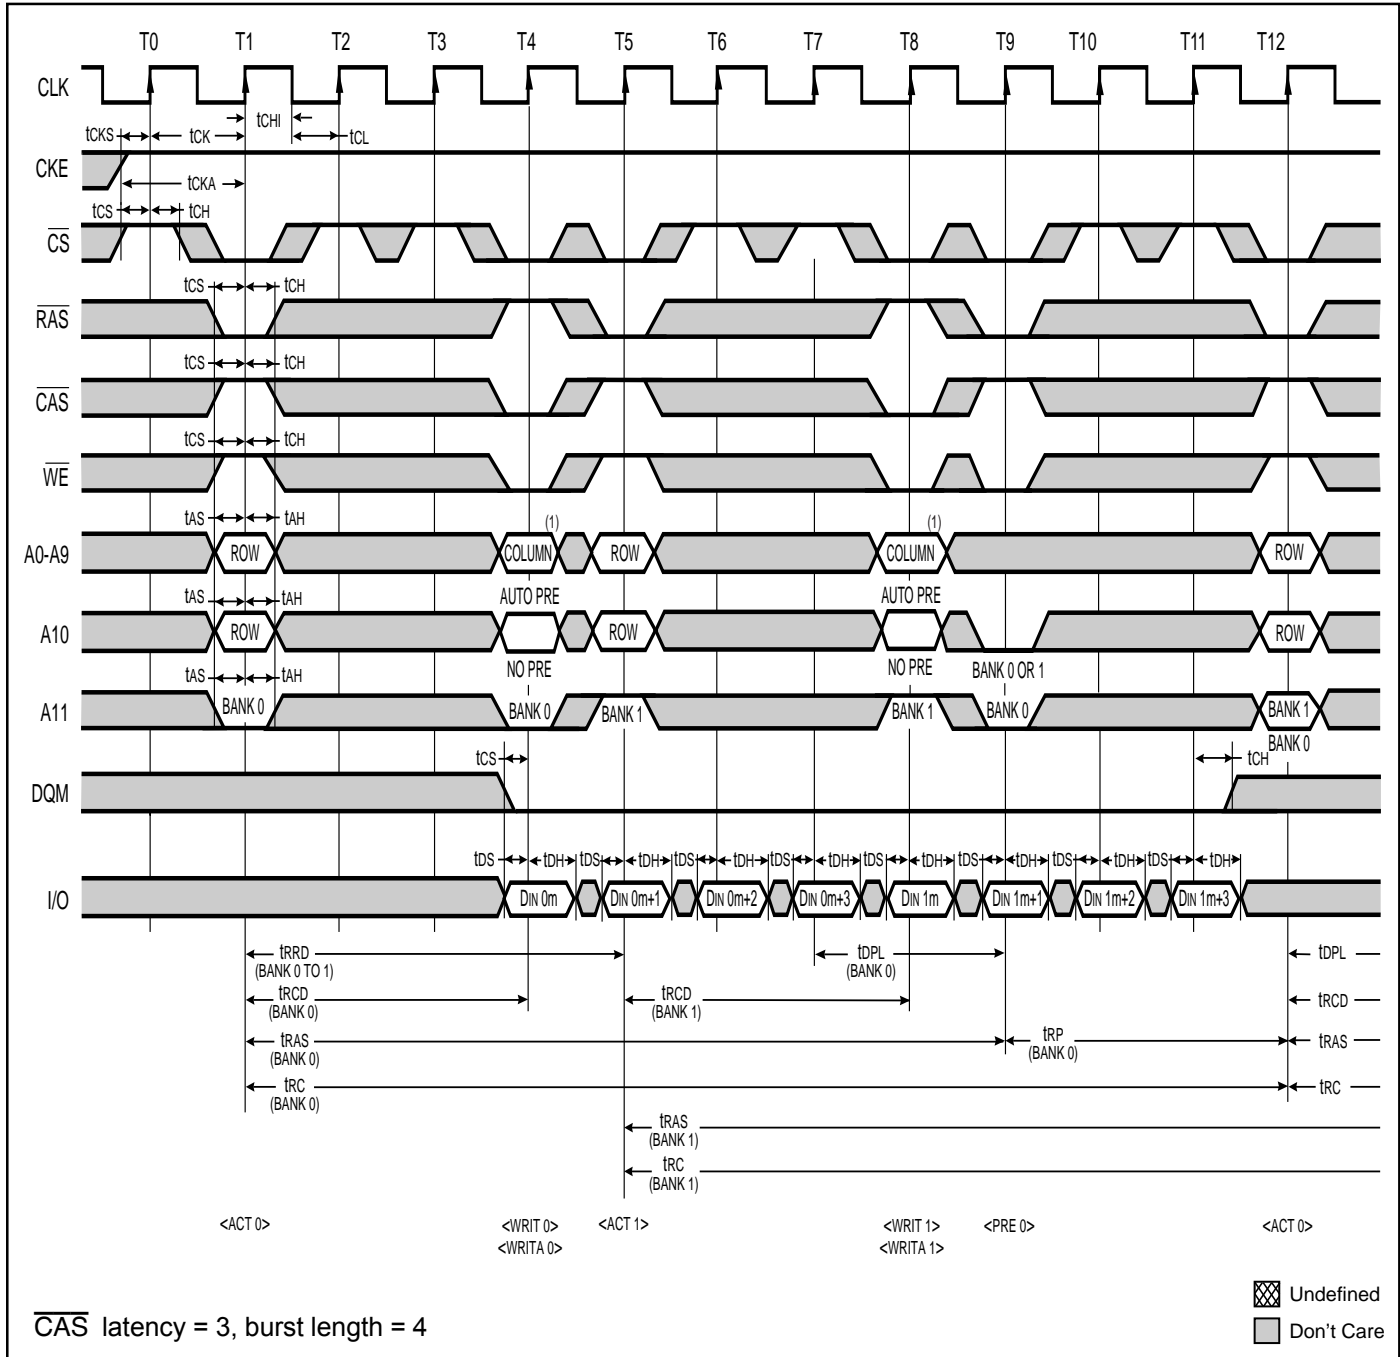 T0 T1 T2 T3 T4 T5 T6 T7 T8 T9 T10 T11 T12
CLK
tCHI
tCKS tCK tCL
CKE
tCKA
tCS tCH
CS
tCS tCH
RAS
tCS tCH
CAS
tCS tCH
WE
tAS tAH (1) (1)
A0-A9 ROW COLUMN ROW COLUMN ROW
tAS tAH AUTO PRE AUTO PRE
A10 ROW ROW ROW
tAS tAH NO PRE NO PRE BANK 0 OR 1
A11 BANK 0 BANK 0 BANK 1 BANK 1 BANK 0 BANK 1
BANK 0
tCS tCH
DQM
tDS tDH tDS tDH tDS tDH tDS tDH tDS tDH tDS tDH tDS tDH tDS tDH
I/O DIN 0m DIN 0m+1 DIN 0m+2 DIN 0m+3 DIN 1m DIN 1m+1 DIN 1m+2 DIN 1m+3
tRRD tDPL tDPL
(BANK 0 TO 1) (BANK 0)
tRCD tRCD tRCD
(BANK 0) (BANK 1)
tRAS tRP tRAS
(BANK 0) (BANK 0)
tRC tRC
(BANK 0)
tRAS
(BANK 1)
tRC
(BANK 1)
<ACT 0> <WRIT 0> <ACT 1> <WRIT 1> <PRE 0> <ACT 0>
<WRITA 0> <WRITA 1>
Undefined
CAS latency = 3, burst length = 4
Don't Care